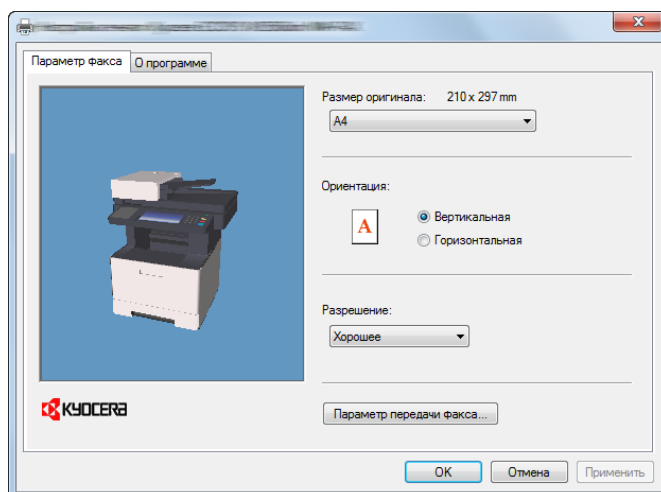 Параметр факса О программе
Размер оригинала: 210 x 297 mm
A4
Ориентация:
A
Вертикальная
Горизонтальная
Разрешение:
Хорошее
KYOCERA
Параметр передачи факса...
OK Отмена Применить